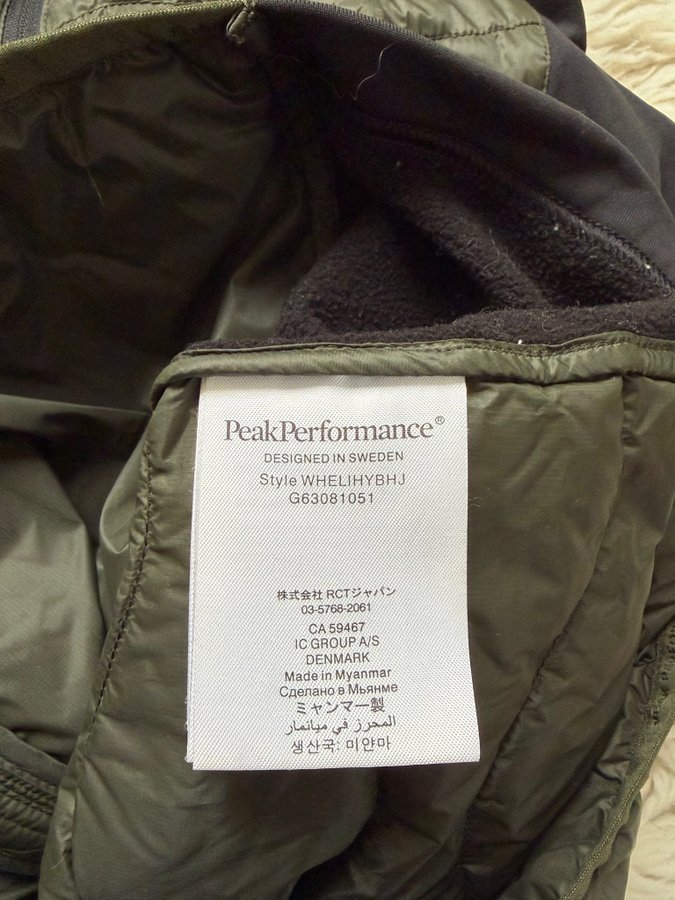 PeakPerformance®
DESIGNED IN SWEDEN
Style WHELIHYBHJ
G63081051
株式会社 RCTジャパン
03-5768-2061
CA 59467
IC GROUP A/S
DENMARK
Made in Myanmar
Сделано в Мьянме
ミャンマー製
المحرز في ميانمار
생산국: 미얀마